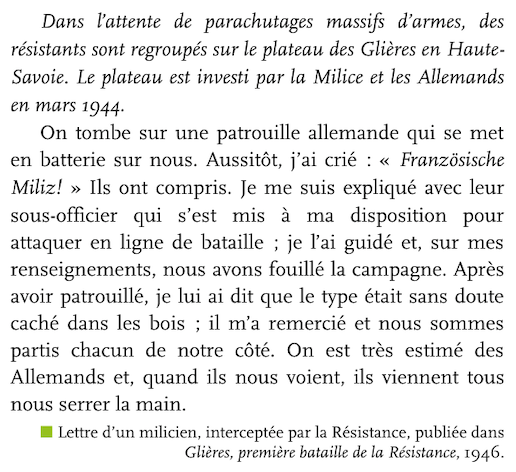 Dans l’attente de parachutages massifs d’armes, des
résistants sont regroupés sur le plateau des Glières en Haute-
Savoie. Le plateau est investi par la Milice et les Allemands
en mars 1944.
On tombe sur une patrouille allemande qui se met
en batterie sur nous. Aussitôt, j’ai crié : « Französische
Miliz! » Ils ont compris. Je me suis expliqué avec leur
sous-officier qui s’est mis à ma disposition pour
attaquer en ligne de bataille ; je l’ai guidé et, sur mes
renseignements, nous avons fouillé la campagne. Après
avoir patrouillé, je lui ai dit que le type était sans doute
caché dans les bois ; il m’a remercié et nous sommes
partis chacun de notre côté. On est très estimé des
Allemands et, quand ils nous voient, ils viennent tous
nous serrer la main.
Lettre d’un milicien, interceptée par la Résistance, publiée dans
Glières, première bataille de la Résistance, 1946.